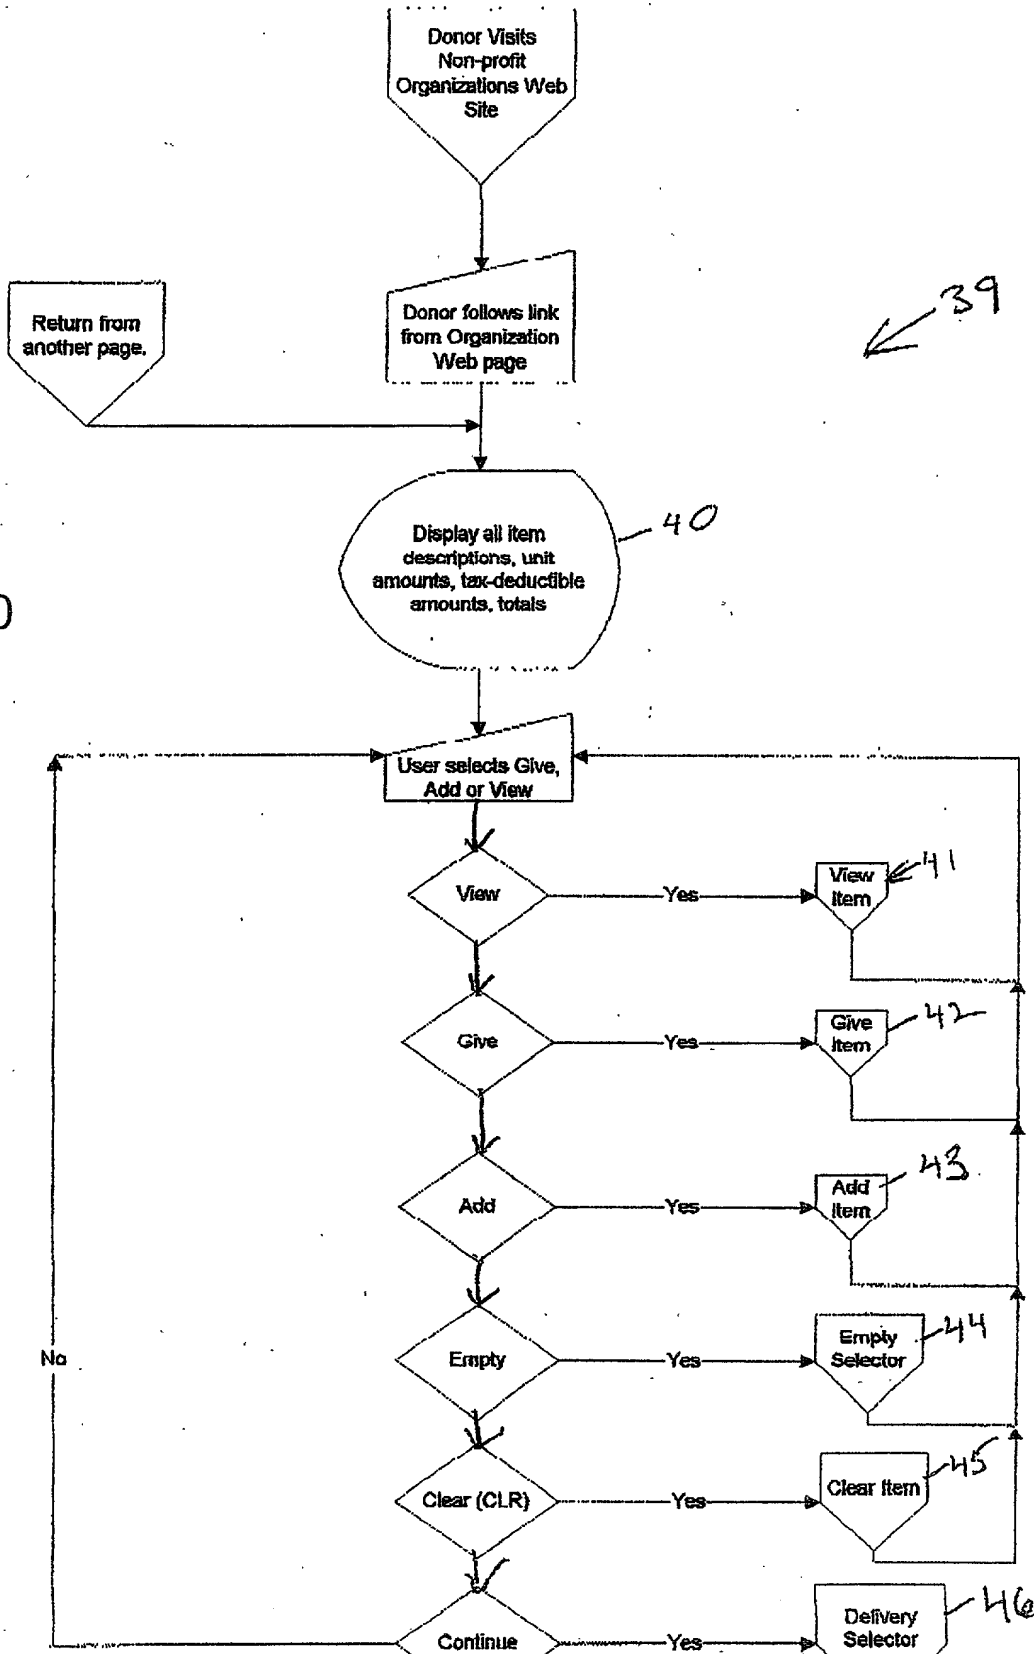 Donor Visits
Non-profit
Organizations Web
Site
Return from
another page.
Donor follows link
from Organization
Web page
39
Display all item
descriptions, unit
amounts, tax-deductible
amounts, totals
40
User selects Give,
Add or View
View
Yes
View
Item
41
Give
Yes
Give
Item
42
Add
Yes
Add
Item
43
No
Empty
Yes
Empty
Selector
44
Clear (CLR)
Yes
Clear Item
45
Continue
Yes
Delivery
Selector
46